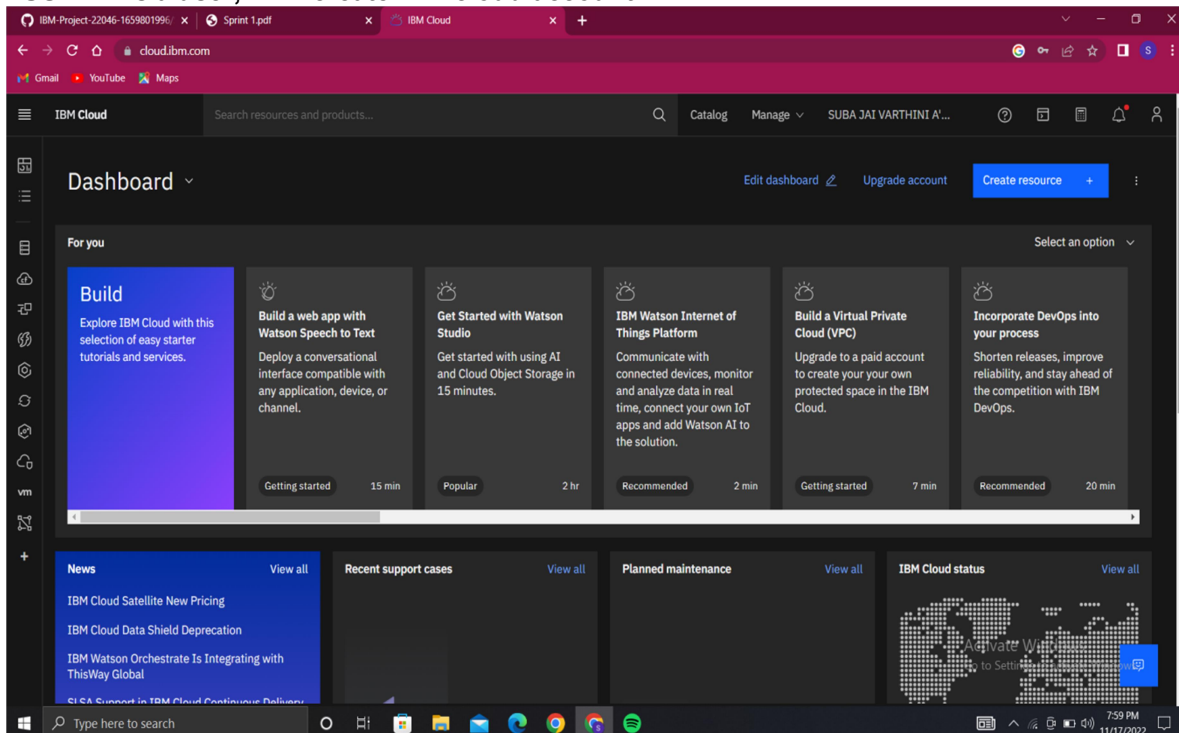 IBM-Project-22046-1659801996/
Sprint 1.pdf
IBM Cloud
cloud.ibm.com
Gmail
YouTube
Maps
IBM Cloud
Search resources and products...
Catalog
Manage
SUBA JAI VARTHINI A'...
Dashboard
Edit dashboard
Upgrade account
Create resource +
For you
Select an option
Build
Explore IBM Cloud with this
selection of easy starter
tutorials and services.
Build a web app with
Watson Speech to Text
Deploy a conversational
interface compatible with
any application, device, or
channel.
Getting started
15 min
Get Started with Watson
Studio
Get started with using AI
and Cloud Object Storage in
15 minutes.
Popular
2 hr
IBM Watson Internet of
Things Platform
Communicate with
connected devices, monitor
and analyze data in real
time, connect your own IoT
apps and add Watson AI to
the solution.
Recommended
2 min
Build a Virtual Private
Cloud (VPC)
Upgrade to a paid account
to create your your own
protected space in the IBM
Cloud.
Getting started
7 min
Incorporate DevOps into
your process
Shorten releases, improve
reliability, and stay ahead of
the competition with IBM
DevOps.
Recommended
20 min
vm
News
View all
IBM Cloud Satellite New Pricing
IBM Cloud Data Shield Deprecation
IBM Watson Orchestrate Is Integrating with
ThisWay Global
SLSA Support in IBM Cloud Continuous Delivery
Recent support cases
View all
Planned maintenance
View all
IBM Cloud status
View all
Activate
Type here to search
7:59 PM
11/17/2022